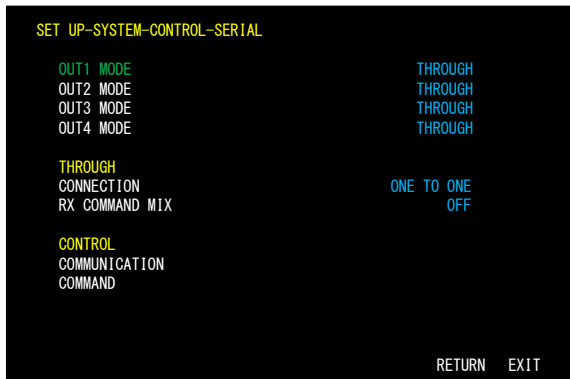 SET UP-SYSTEM-CONTROL-SERIAL
OUT1 MODE THROUGH
OUT2 MODE THROUGH
OUT3 MODE THROUGH
OUT4 MODE THROUGH
THROUGH
CONNECTION ONE TO ONE
RX COMMAND MIX OFF
CONTROL
COMMUNICATION
COMMAND
RETURN EXIT